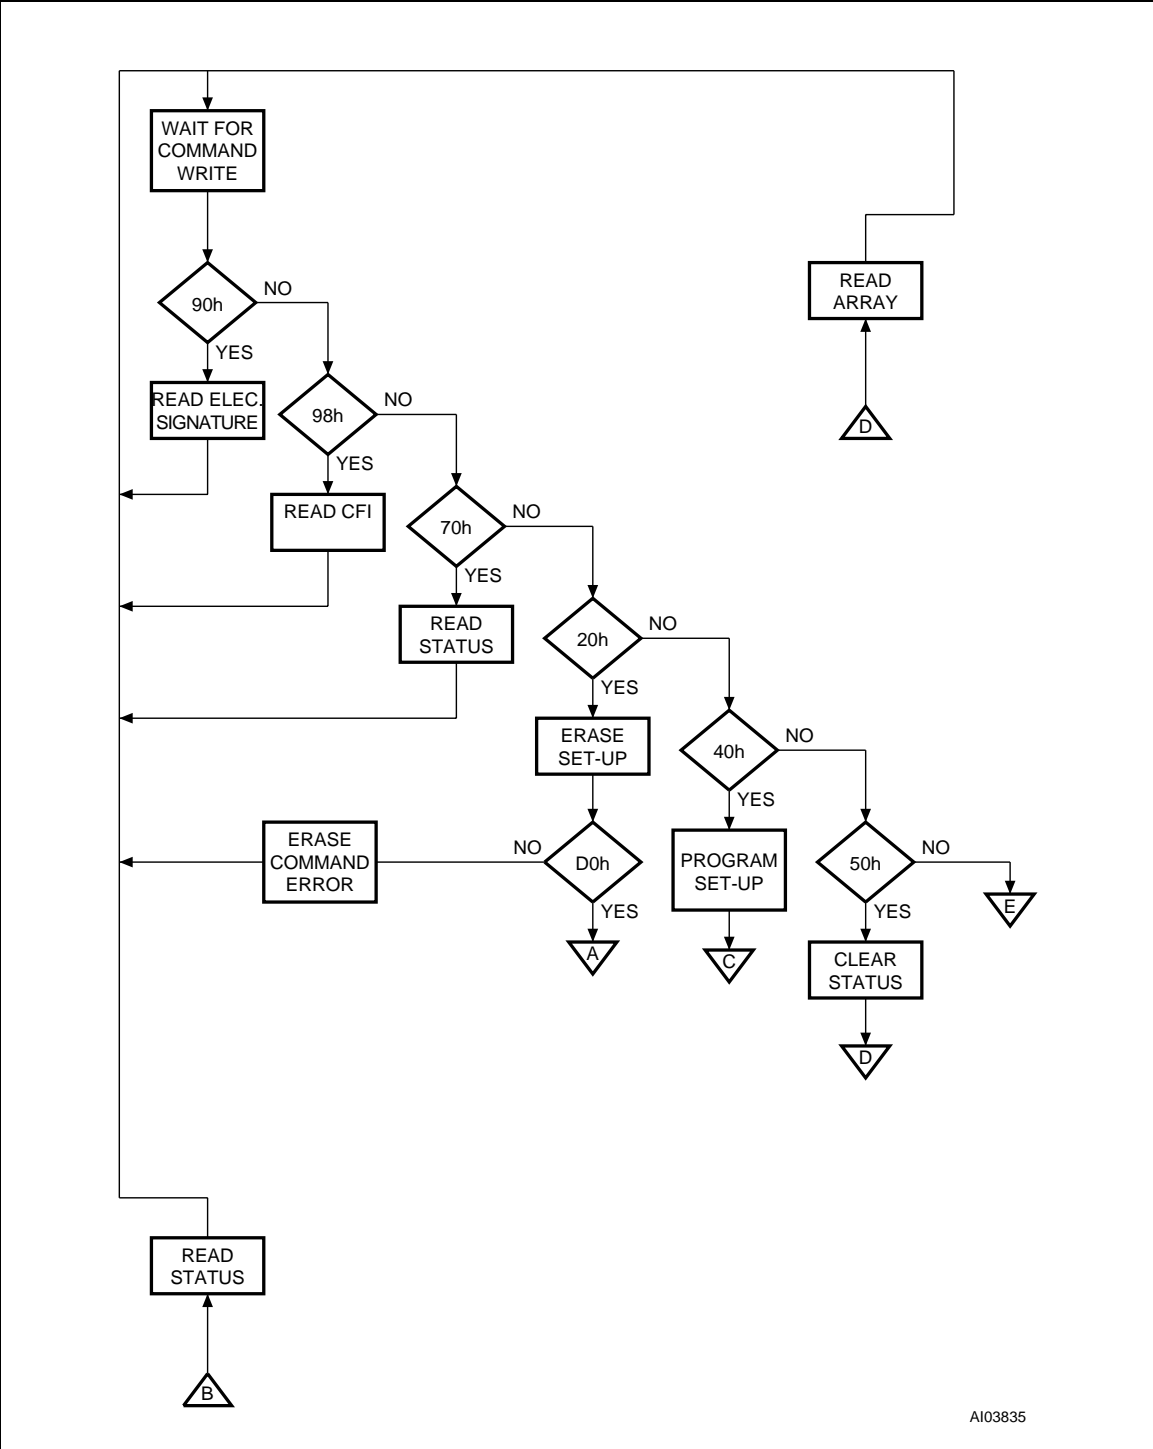 WAIT FOR
COMMAND
WRITE
90h
NO
YES
READ
ARRAY
READ ELEC.
SIGNATURE
98h
NO
YES
D
READ CFI
70h
NO
YES
READ
STATUS
20h
NO
YES
ERASE
SET-UP
40h
NO
YES
ERASE
COMMAND
ERROR
NO
D0h
YES
PROGRAM
SET-UP
50h
NO
YES
E
A
C
CLEAR
STATUS
D
READ
STATUS
B
AI03835